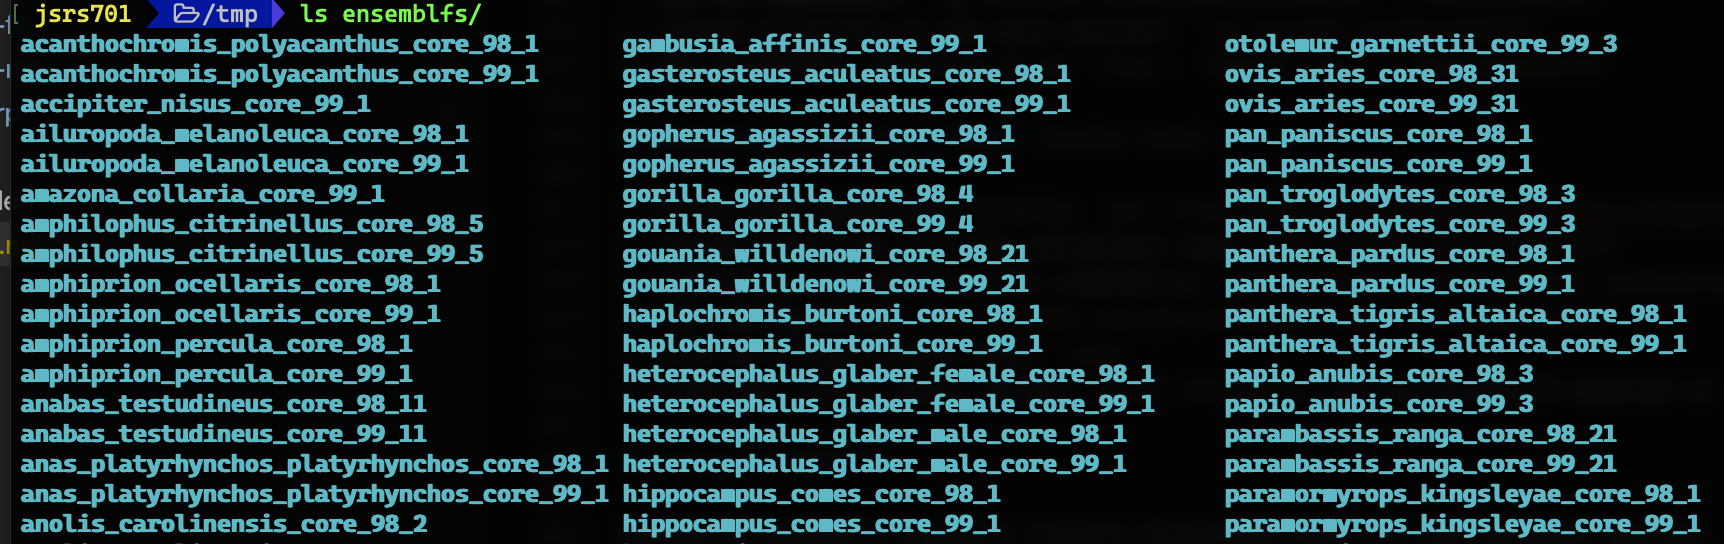 jsrs701 /tmp ls ensemblfs/
acanthochromis_polyacanthus_core_98_1 gambusia_affinis_core_99_1 otolemur_garnettii_core_99_3
acanthochromis_polyacanthus_core_99_1 gasterosteus_aculeatus_core_98_1 ovis_aries_core_98_31
accipiter_nisus_core_99_1 gasterosteus_aculeatus_core_99_1 ovis_aries_core_99_31
ailuropoda_melanoleuca_core_98_1 gopherus_agassizii_core_98_1 pan_paniscus_core_98_1
ailuropoda_melanoleuca_core_99_1 gopherus_agassizii_core_99_1 pan_paniscus_core_99_1
amazona_collaria_core_99_1 gorilla_gorilla_core_98_4 pan_troglodytes_core_98_3
amphilophus_citrinellus_core_98_5 gorilla_gorilla_core_99_4 pan_troglodytes_core_99_3
amphilophus_citrinellus_core_99_5 gouania_willdenowi_core_98_21 panthera_pardus_core_98_1
amphiprion_ocellaris_core_98_1 gouania_willdenowi_core_99_21 panthera_pardus_core_99_1
amphiprion_ocellaris_core_99_1 haplochromis_burtoni_core_98_1 panthera_tigris_altaica_core_98_1
amphiprion_percula_core_98_1 haplochromis_burtoni_core_99_1 panthera_tigris_altaica_core_99_1
amphiprion_percula_core_99_1 heterocephalus_glaber_female_core_98_1 papio_anubis_core_98_3
anabas_testudineus_core_98_11 heterocephalus_glaber_female_core_99_1 papio_anubis_core_99_3
anabas_testudineus_core_99_11 heterocephalus_glaber_male_core_98_1 parambassis_ranga_core_98_21
anas_platyrhynchos_platyrhynchos_core_98_1 heterocephalus_glaber_male_core_99_1 parambassis_ranga_core_99_21
anas_platyrhynchos_platyrhynchos_core_99_1 hippocampus_comes_core_98_1 paramormyrops_kingsleyae_core_98_1
anolis_carolinensis_core_98_2 hippocampus_comes_core_99_1 paramormyrops_kingsleyae_core_99_1